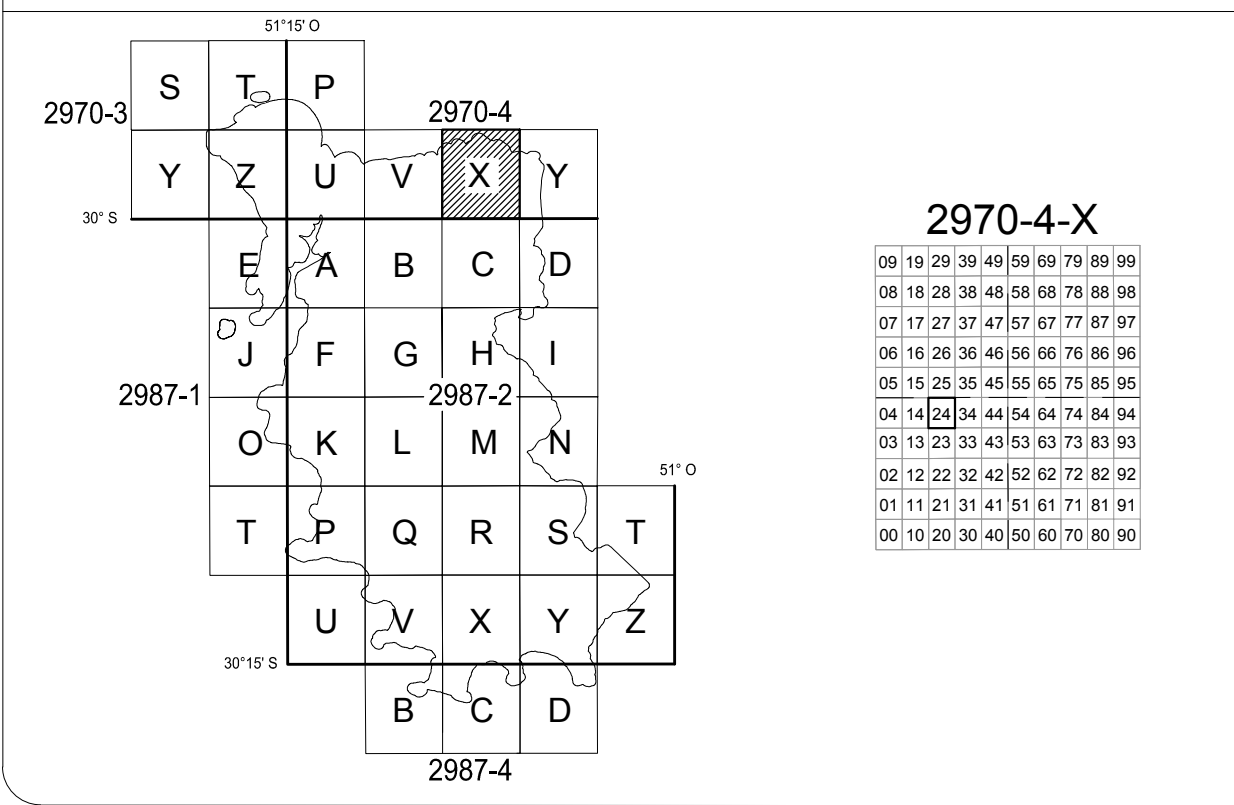 51°15' O
S T P
2970-3 2970-4
Y Z U V X Y
30° S
E A B C D
J F G H I
2987-1 2987-2
O K L M N
51° O
T P Q R S T
U V X Y Z
30°15' S
B C D
2987-4
2970-4-X
09 19 29 39 49 59 69 79 89 99
08 18 28 38 48 58 68 78 88 98
07 17 27 37 47 57 67 77 87 97
06 16 26 36 46 56 66 76 86 96
05 15 25 35 45 55 65 75 85 95
04 14 24 34 44 54 64 74 84 94
03 13 23 33 43 53 63 73 83 93
02 12 22 32 42 52 62 72 82 92
01 11 21 31 41 51 61 71 81 91
00 10 20 30 40 50 60 70 80 90